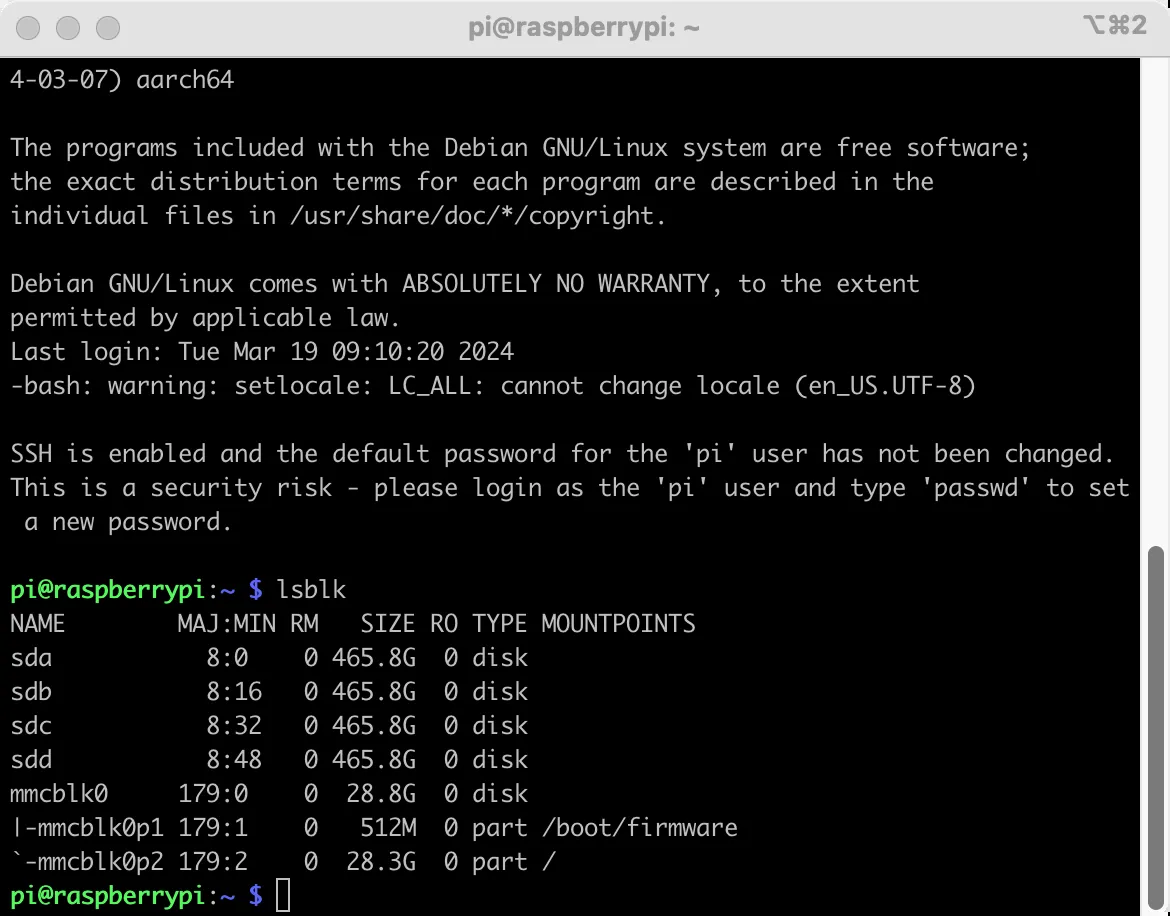 pi@raspberrypi: ~
⌥⌘2
4-03-07) aarch64
The programs included with the Debian GNU/Linux system are free software;
the exact distribution terms for each program are described in the
individual files in /usr/share/doc/*/copyright.
Debian GNU/Linux comes with ABSOLUTELY NO WARRANTY, to the extent
permitted by applicable law.
Last login: Tue Mar 19 09:10:20 2024
-bash: warning: setlocale: LC_ALL: cannot change locale (en_US.UTF-8)
SSH is enabled and the default password for the 'pi' user has not been changed.
This is a security risk - please login as the 'pi' user and type 'passwd' to set
 a new password.
pi@raspberrypi:~ $ lsblk
NAME        MAJ:MIN RM   SIZE RO TYPE MOUNTPOINTS
sda           8:0    0 465.8G  0 disk
sdb           8:16   0 465.8G  0 disk
sdc           8:32   0 465.8G  0 disk
sdd           8:48   0 465.8G  0 disk
mmcblk0     179:0    0  28.8G  0 disk
|-mmcblk0p1 179:1    0   512M  0 part /boot/firmware
`-mmcblk0p2 179:2    0  28.3G  0 part /
pi@raspberrypi:~ $